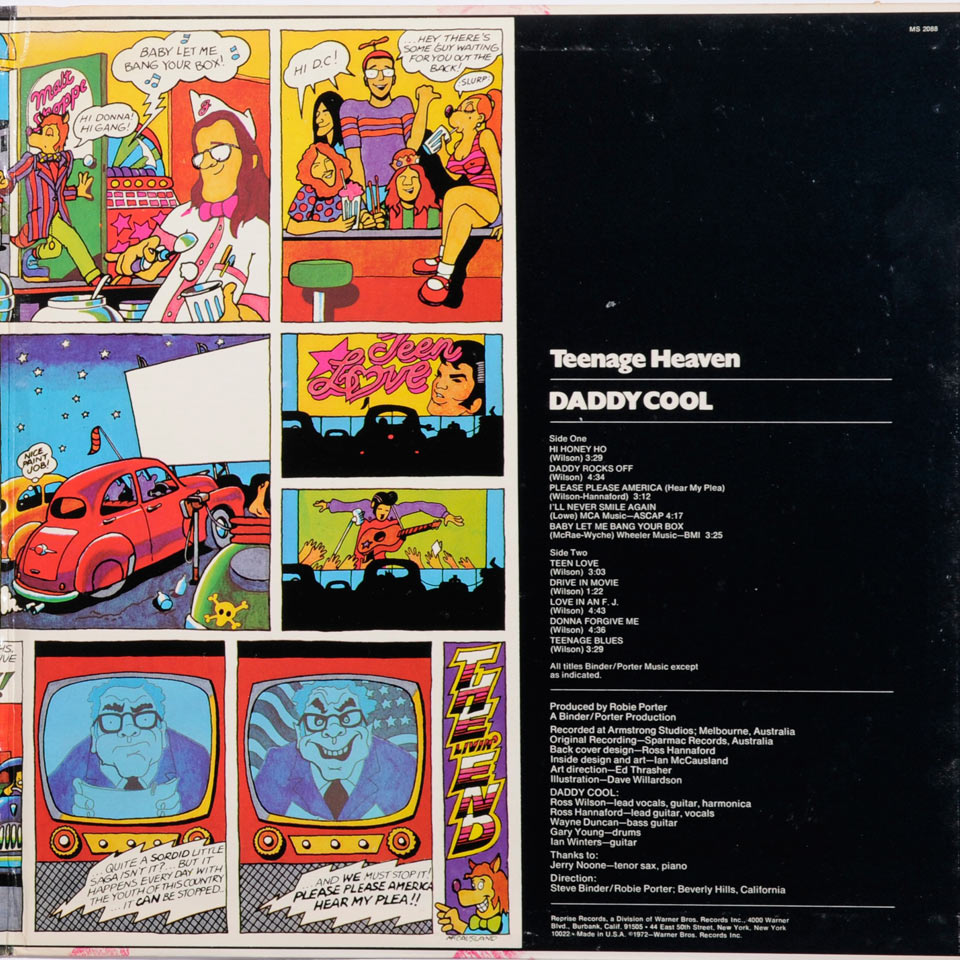 Malt
Shoppe
HI DONNA!
HI GANG!
BABY LET ME
BANG YOUR BOX!
HI D.C!
...HEY, THERE'S
SOME GUY WAITING
FOR YOU OUT THE
BACK!
SLURP!
NICE
PAINT
JOB!
Teen
Love
QUITE A SORDID LITTLE
SAGA ISN'T IT?... BUT IT
HAPPENS EVERY DAY WITH
THE YOUTH OF THIS COUNTRY
...IT CAN BE STOPPED...
...AND WE MUST STOP IT!
PLEASE PLEASE AMERICA
HEAR MY PLEA!!
THE
LIVIN'
END
McCAUSLAND
MS 2088
Teenage Heaven
DADDY COOL
Side One
HI HONEY HO
(Wilson) 3:29
DADDY ROCKS OFF
(Wilson) 4:34
PLEASE PLEASE AMERICA (Hear My Plea)
(Wilson-Hannaford) 3:12
I'LL NEVER SMILE AGAIN
(Lowe) MCA Music—ASCAP 4:17
BABY LET ME BANG YOUR BOX
(McRae-Wyche) Wheeler Music—BMI 3:25
Side Two
TEEN LOVE
(Wilson) 3:03
DRIVE IN MOVIE
(Wilson) 1:22
LOVE IN AN F. J.
(Wilson) 4:43
DONNA FORGIVE ME
(Wilson) 4:36
TEENAGE BLUES
(Wilson) 3:29
All titles Binder/Porter Music except
as indicated.
Produced by Robie Porter
A Binder/Porter Production
Recorded at Armstrong Studios; Melbourne, Australia
Original Recording—Sparmac Records, Australia
Back cover design—Ross Hannaford
Inside design and art—Ian McCausland
Art direction—Ed Thrasher
Illustration—Dave Willardson
DADDY COOL:
Ross Wilson—lead vocals, guitar, harmonica
Ross Hannaford—lead guitar, vocals
Wayne Duncan—bass guitar
Gary Young—drums
Ian Winters—guitar
Thanks to:
Jerry Noone—tenor sax, piano
Direction:
Steve Binder/Robie Porter; Beverly Hills, California
Reprise Records, a Division of Warner Bros. Records Inc., 4000 Warner
Blvd., Burbank, Calif. 91505 • 44 East 50th Street, New York, New York
10022 • Made in U.S.A. ℗1972—Warner Bros. Records Inc.